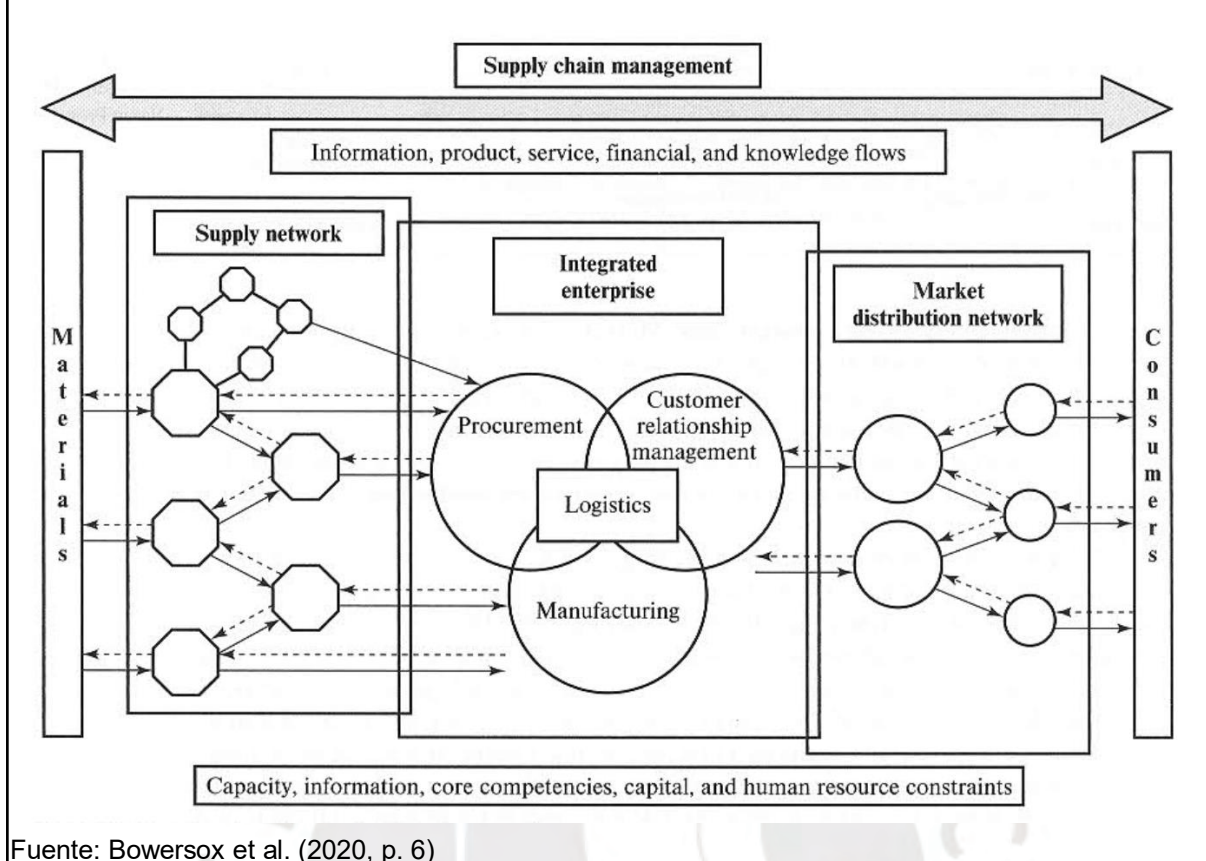 Supply chain management
Information, product, service, financial, and knowledge flows
Materials
Supply network
Integrated
enterprise
Market
distribution network
Consumers
Procurement
Customer
relationship
management
Logistics
Manufacturing
Capacity, information, core competencies, capital, and human resource constraints
Fuente: Bowersox et al. (2020, p. 6)